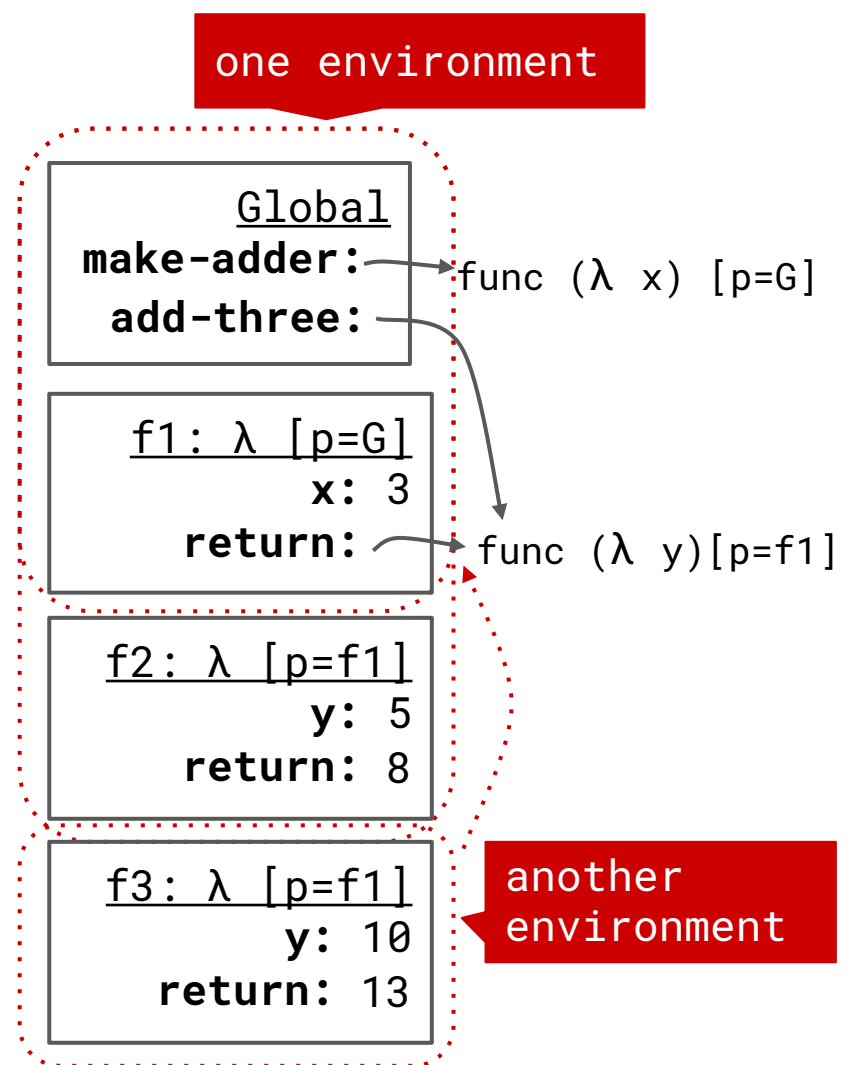 one environment
Global
make-adder:
func (λ x) [p=G]
add-three:
f1: λ [p=G]
x: 3
return:
func (λ y)[p=f1]
f2: λ [p=f1]
y: 5
return: 8
f3: λ [p=f1]
y: 10
return: 13
another
environment